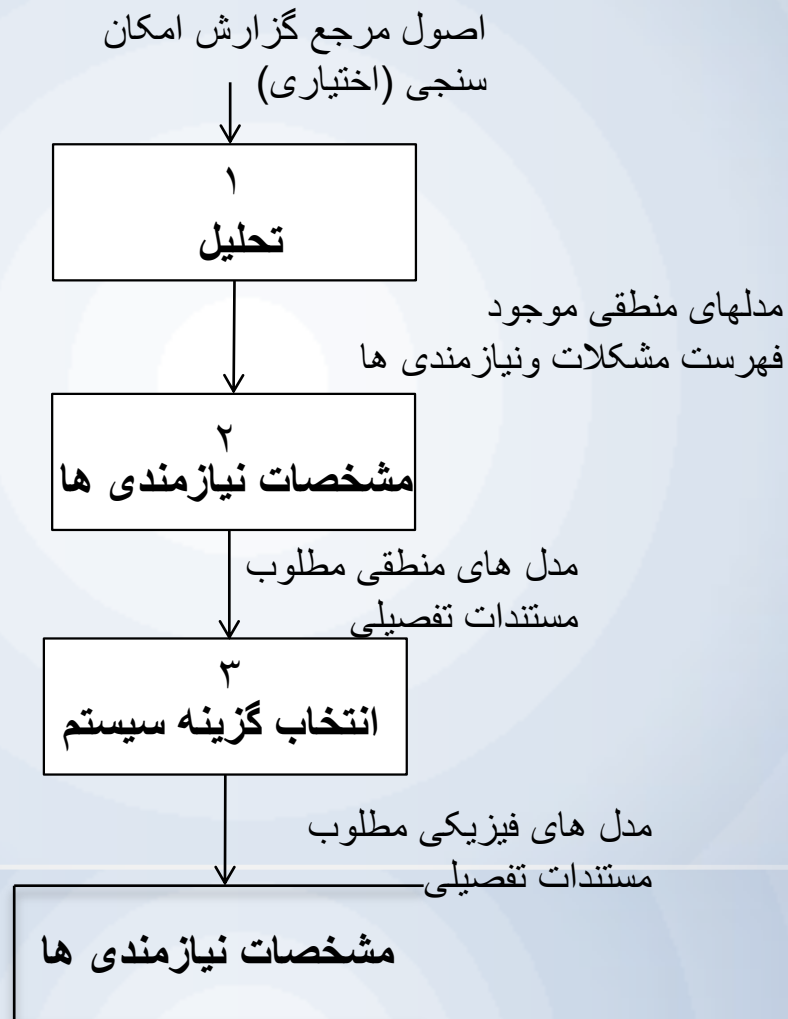 اصول مرجع گزارش امکان
سنجی (اختیاری)
۱
تحلیل
مدلهای منطقی موجود
فهرست مشکلات ونیازمندی ها
۲
مشخصات نیازمندی ها
مدل های منطقی مطلوب
مستندات تفصیلی
۳
انتخاب گزینه سیستم
مدل های فیزیکی مطلوب
مستندات تفصیلی
مشخصات نیازمندی ها